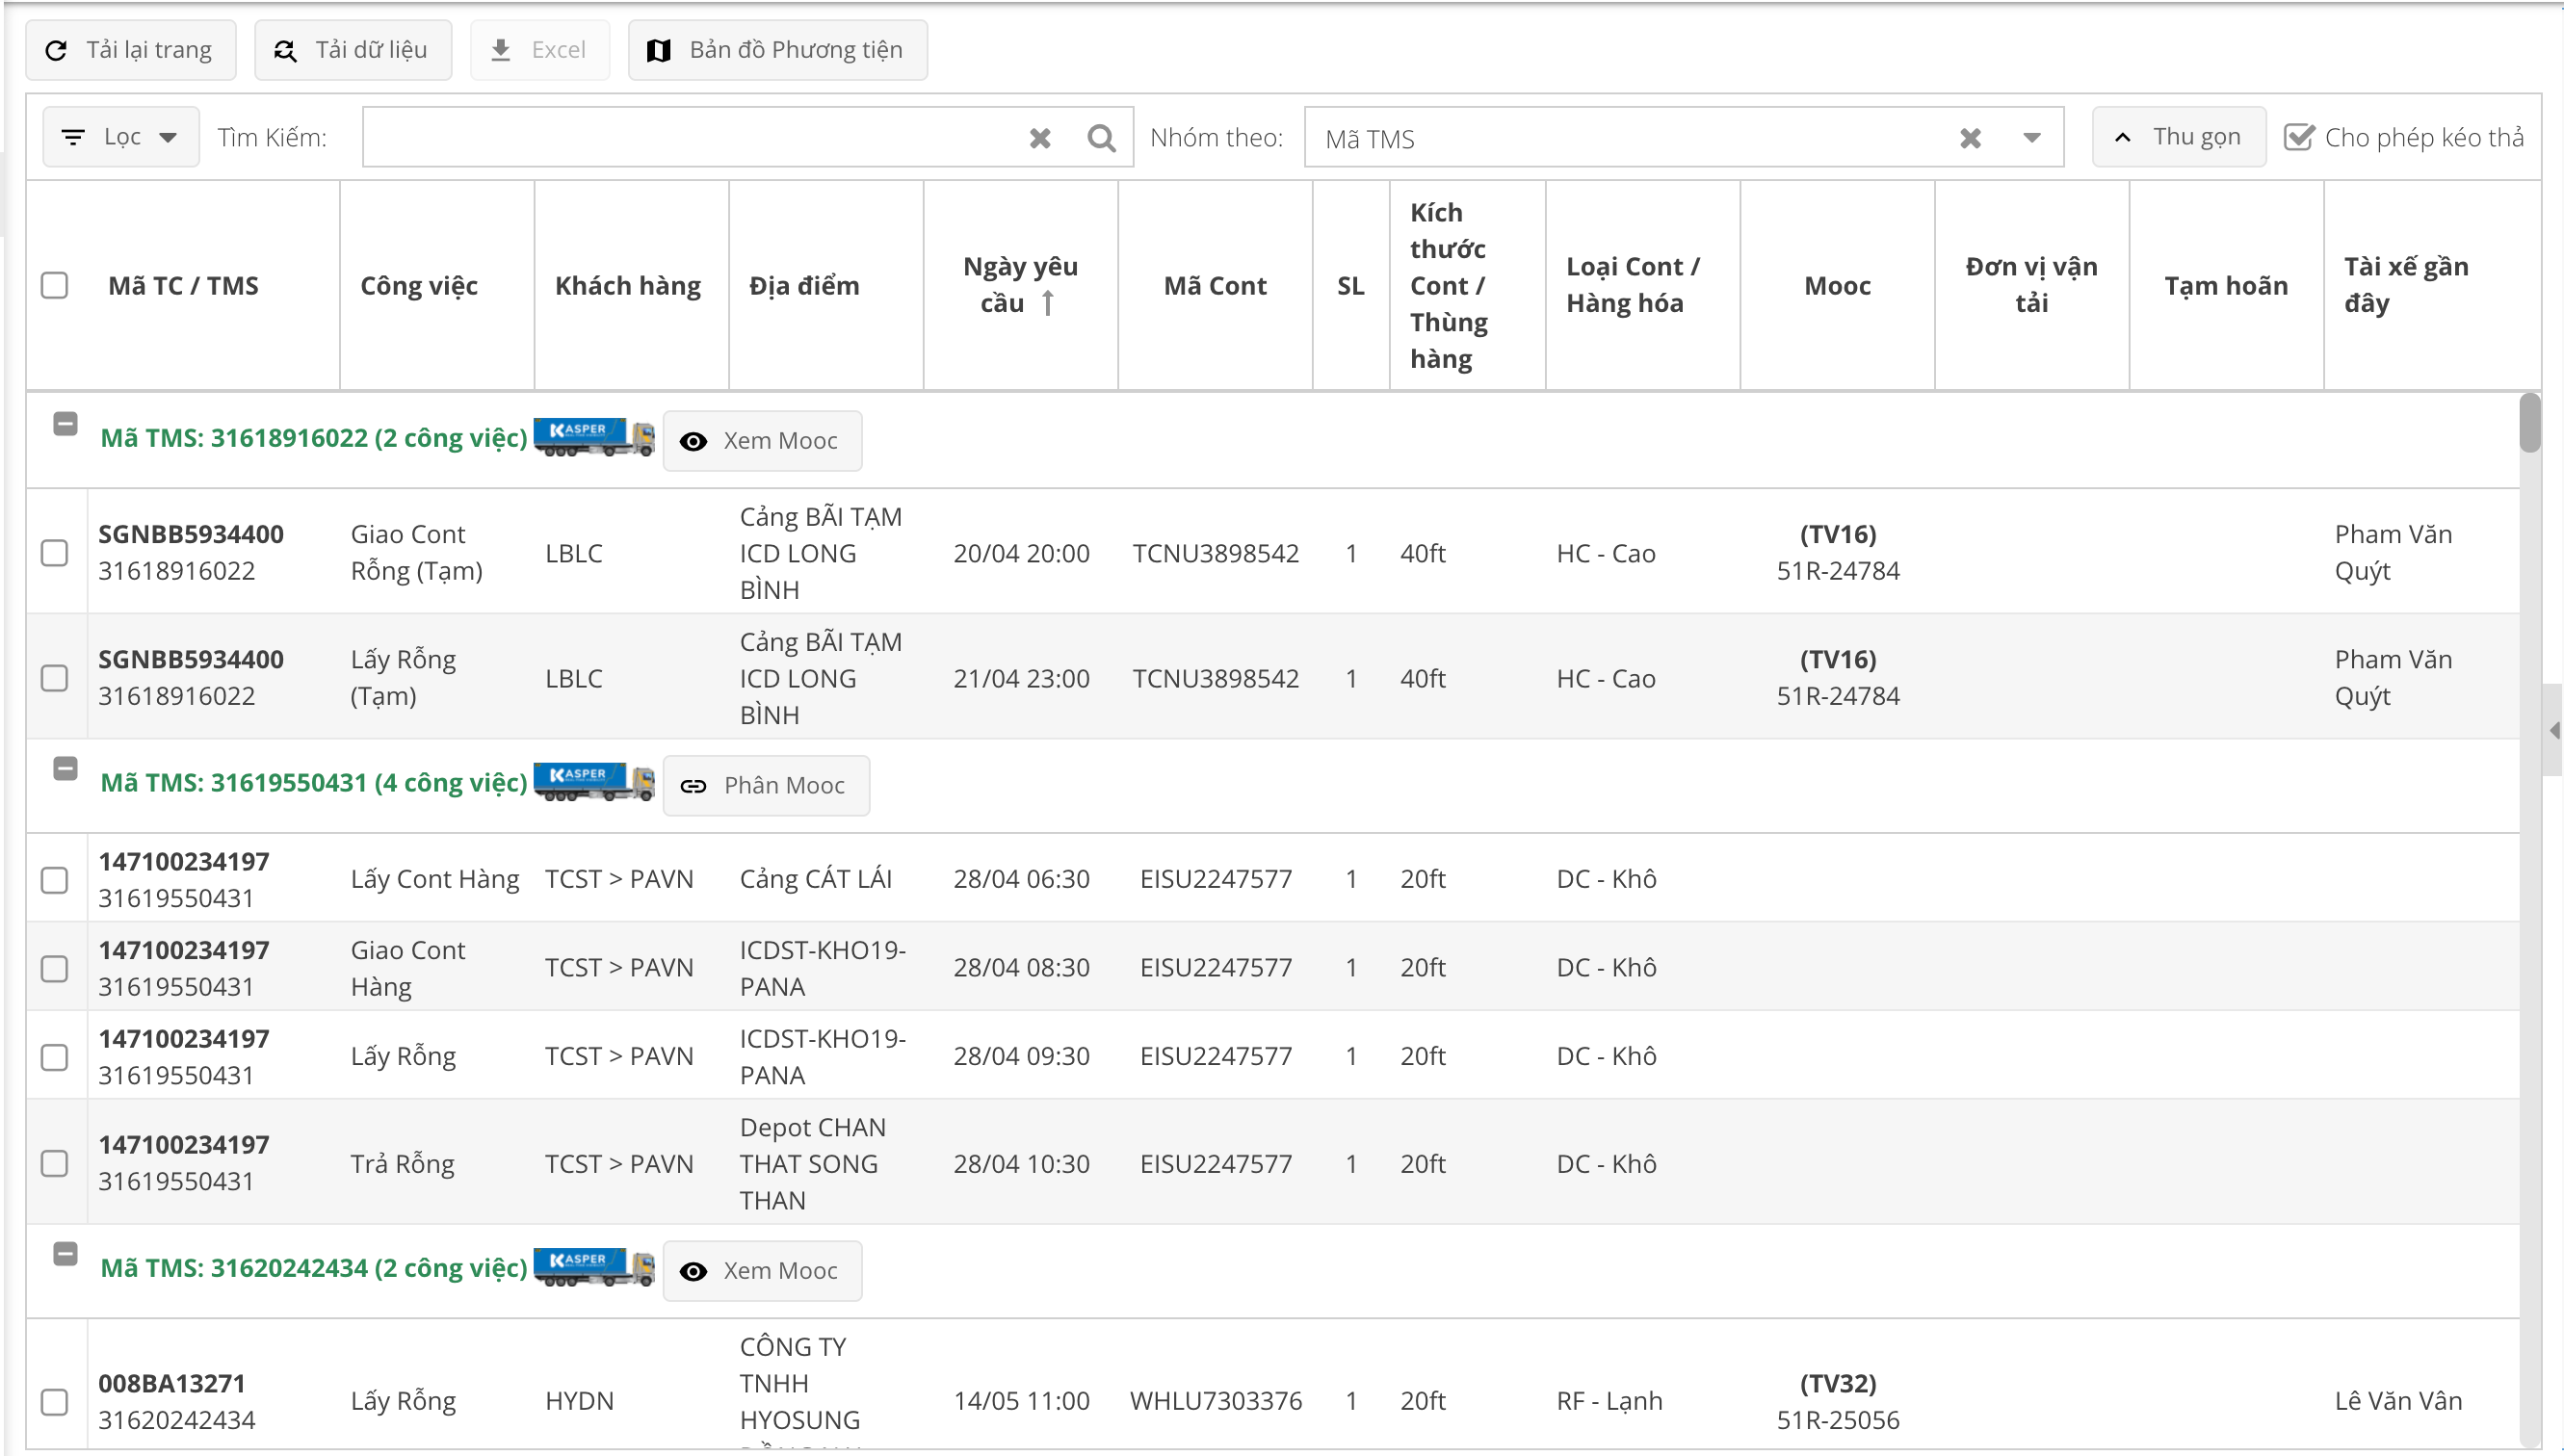 Tải lại trang Tải dữ liệu Excel Bản đồ Phương tiện
Lọc Tìm Kiếm: Nhóm theo: Mã TMS Thu gọn Cho phép kéo thả
Mã TC / TMS
Công việc
Khách hàng
Địa điểm
Ngày yêu
cầu
Mã Cont
SL
Kích
thước
Cont /
Thùng
hàng
Loại Cont /
Hàng hóa
Mooc
Đơn vị vận
tải
Tạm hoãn
Tài xế gần
đây
Mã TMS: 31618916022 (2 công việc) KASPER Xem Mooc
SGNBB5934400
31618916022
Giao Cont
Rỗng (Tạm)
LBLC
Cảng BÃI TẠM
ICD LONG
BÌNH
20/04 20:00
TCNU3898542
1
40ft
HC - Cao
(TV16)
51R-24784
Pham Văn
Quýt
SGNBB5934400
31618916022
Lấy Rỗng
(Tạm)
LBLC
Cảng BÃI TẠM
ICD LONG
BÌNH
21/04 23:00
TCNU3898542
1
40ft
HC - Cao
(TV16)
51R-24784
Pham Văn
Quýt
Mã TMS: 31619550431 (4 công việc) KASPER Phân Mooc
147100234197
31619550431
Lấy Cont Hàng
TCST > PAVN
Cảng CÁT LÁI
28/04 06:30
EISU2247577
1
20ft
DC - Khô
147100234197
31619550431
Giao Cont
Hàng
TCST > PAVN
ICDST-KHO19-
PANA
28/04 08:30
EISU2247577
1
20ft
DC - Khô
147100234197
31619550431
Lấy Rỗng
TCST > PAVN
ICDST-KHO19-
PANA
28/04 09:30
EISU2247577
1
20ft
DC - Khô
147100234197
31619550431
Trả Rỗng
TCST > PAVN
Depot CHAN
THAT SONG
THAN
28/04 10:30
EISU2247577
1
20ft
DC - Khô
Mã TMS: 31620242434 (2 công việc) KASPER Xem Mooc
008BA13271
31620242434
Lấy Rỗng
HYDN
CÔNG TY
TNHH
HYOSUNG
14/05 11:00
WHLU7303376
1
20ft
RF - Lạnh
(TV32)
51R-25056
Lê Văn Vân